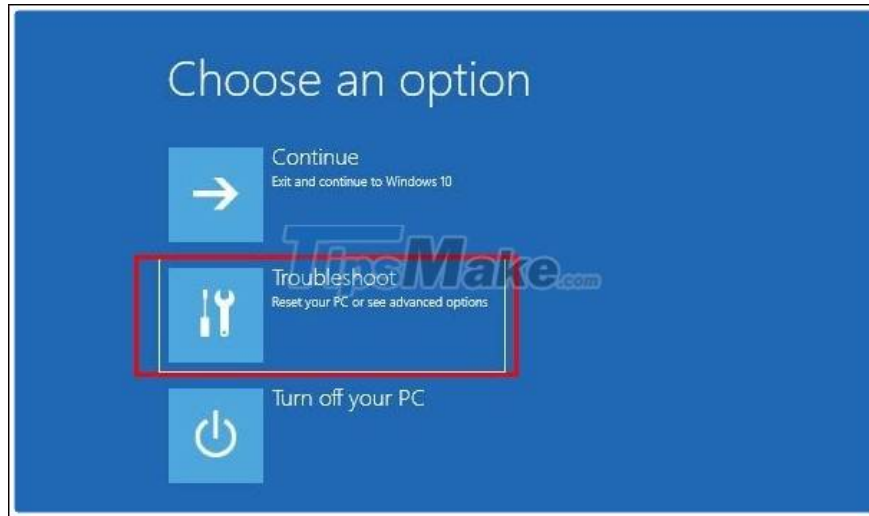 Choose an option
Continue
Exit and continue to Windows 10
TipsMake.com
Troubleshoot
Reset your PC or see advanced options
Turn off your PC